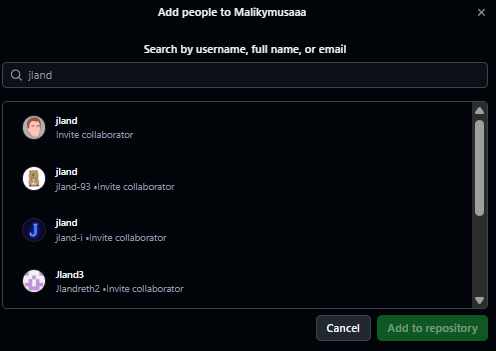 Add people to Malikymusaaa
Search by username, full name, or email
jland
jland
Invite collaborator
jland
jland-93 •Invite collaborator
jland
J
jland-i •Invite collaborator
Jland3
Jlandreth2 •Invite collaborator
Cancel
Add to repository